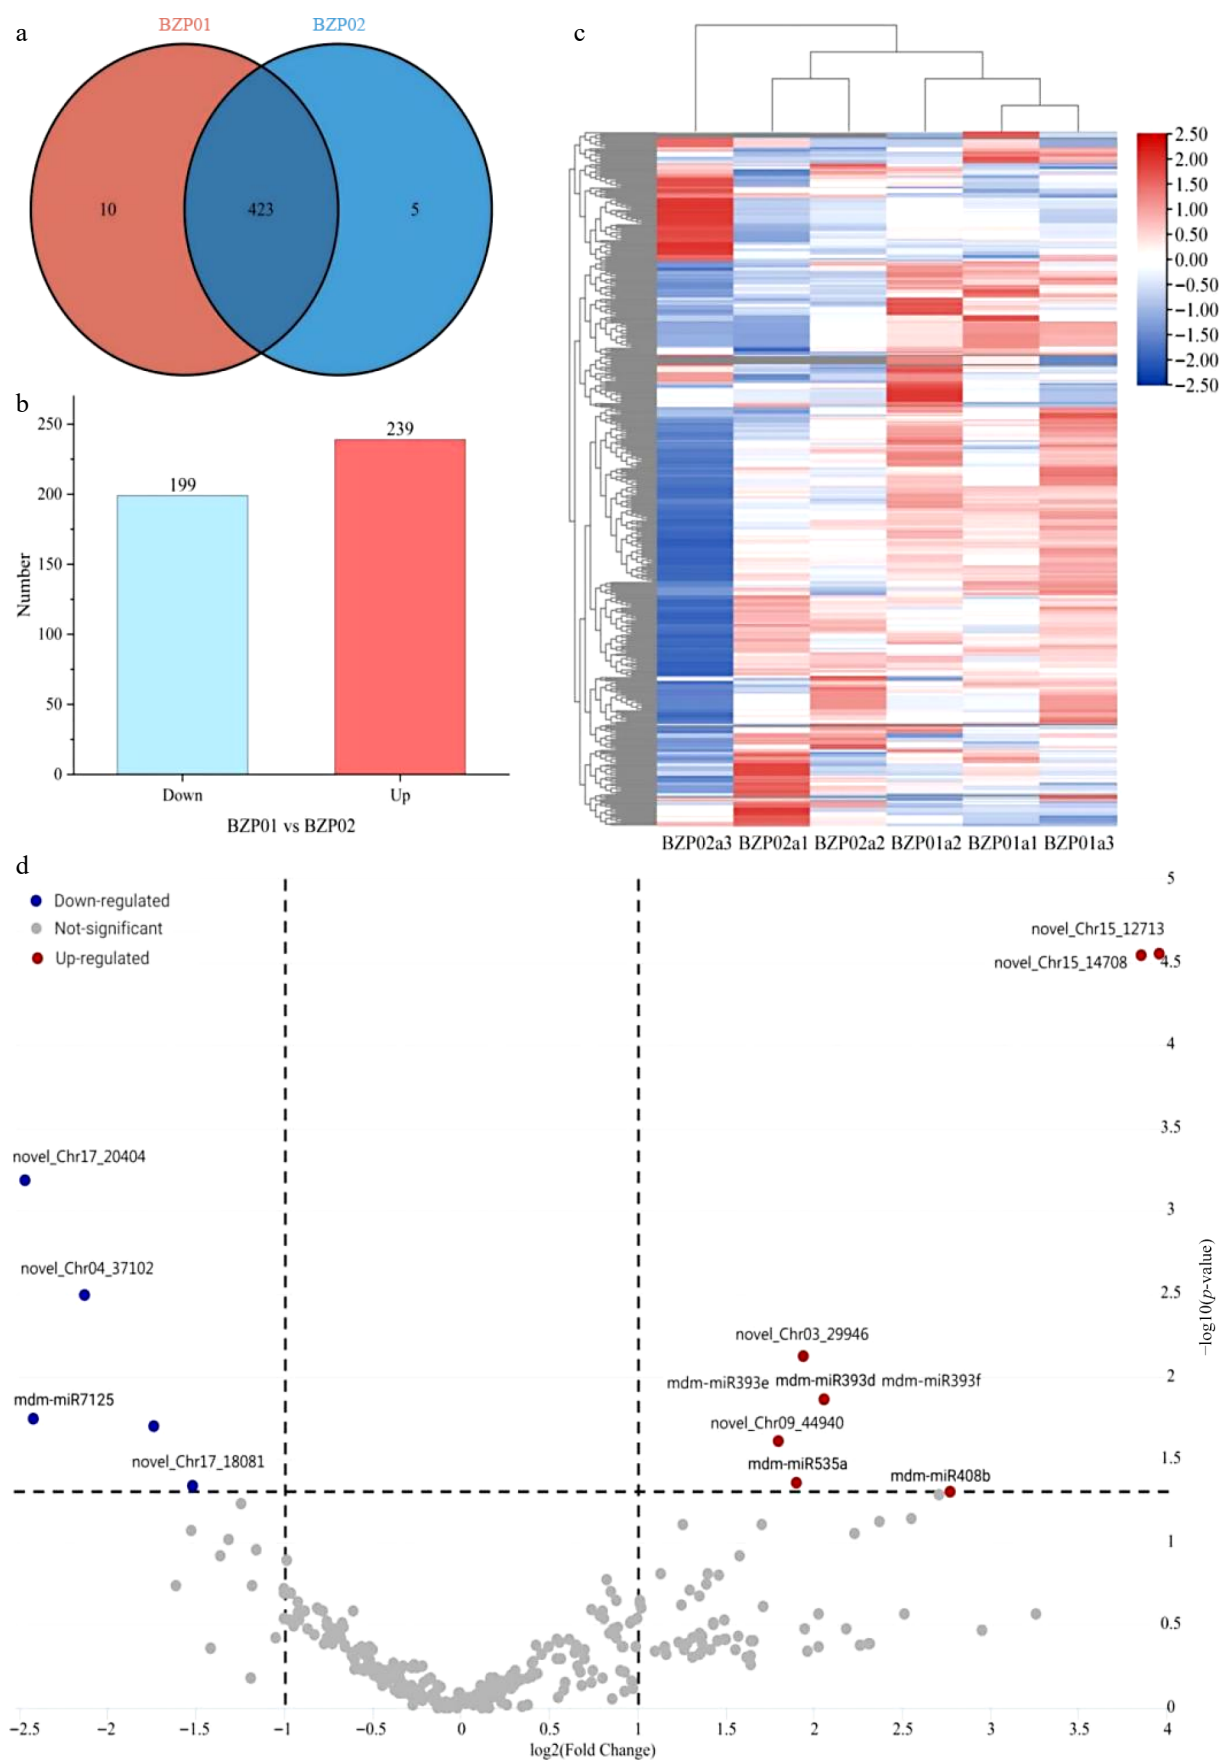 a
BZP01
BZP02
10
423
5
b
250
200
150
100
50
0
Number
199
239
Down
Up
BZP01 vs BZP02
c
2.50
2.00
1.50
1.00
0.50
0.00
−0.50
−1.00
−1.50
−2.00
−2.50
BZP02a3 BZP02a1 BZP02a2 BZP01a2 BZP01a1 BZP01a3
d
Down-regulated
Not-significant
Up-regulated
novel_Chr15_12713
novel_Chr15_14708
novel_Chr17_20404
novel_Chr04_37102
mdm-miR7125
novel_Chr17_18081
novel_Chr03_29946
mdm-miR393e mdm-miR393d mdm-miR393f
novel_Chr09_44940
mdm-miR535a
mdm-miR408b
5
4.5
4
3.5
3
2.5
2
1.5
1
0.5
0
−log10(p-value)
−2.5 −2 −1.5 −1 −0.5 0 0.5 1 1.5 2 2.5 3 3.5 4
log2(Fold Change)